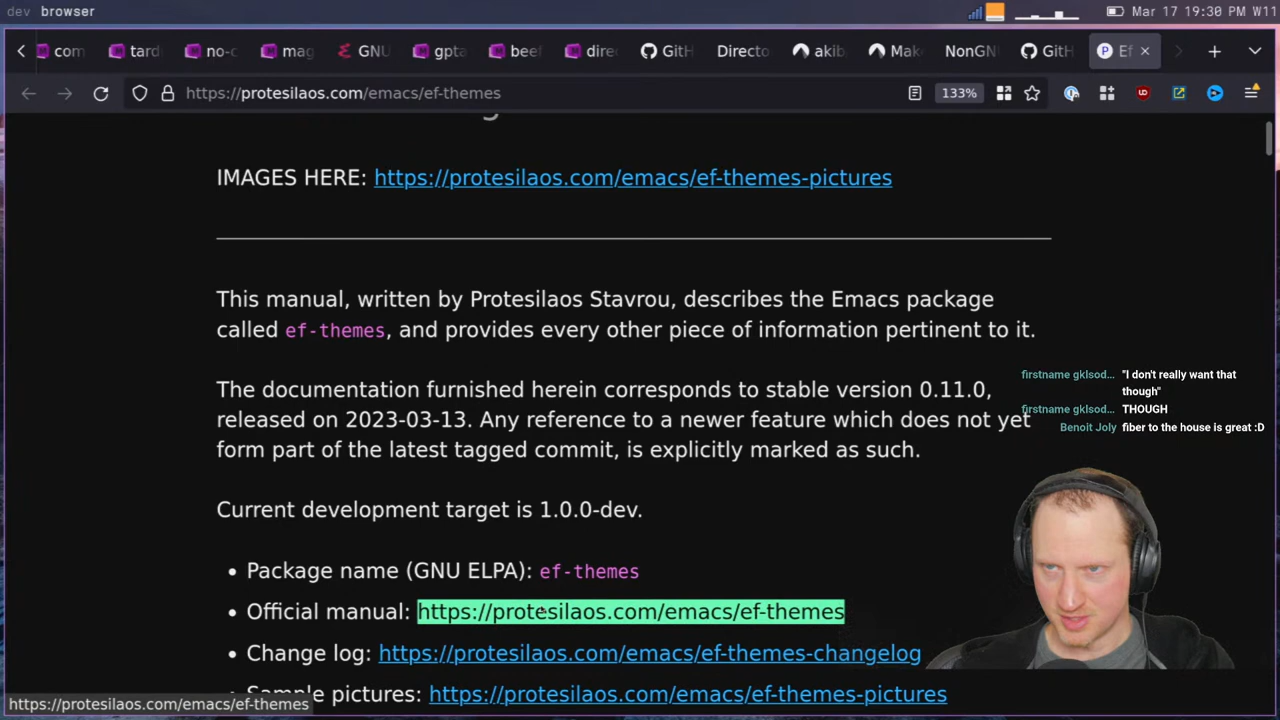 dev browser
Mar 17 19:30 PM W11
com
tard
no-c
mag
GNU
gpta
beef
direc
GitH
Directo
akib
Make
NonGN
GitH
Ef
https://protesilaos.com/emacs/ef-themes
133%
IMAGES HERE: https://protesilaos.com/emacs/ef-themes-pictures
This manual, written by Protesilaos Stavrou, describes the Emacs package
called ef-themes, and provides every other piece of information pertinent to it.
The documentation furnished herein corresponds to stable version 0.11.0,
released on 2023-03-13. Any reference to a newer feature which does not yet
form part of the latest tagged commit, is explicitly marked as such.
Current development target is 1.0.0-dev.
• Package name (GNU ELPA): ef-themes
• Official manual: https://protesilaos.com/emacs/ef-themes
• Change log: https://protesilaos.com/emacs/ef-themes-changelog
Sample pictures: https://protesilaos.com/emacs/ef-themes-pictures
https://protesilaos.com/emacs/ef-themes
firstname gklsod... "I don't really want that
though"
firstname gklsod... THOUGH
Benoit Joly fiber to the house is great :D